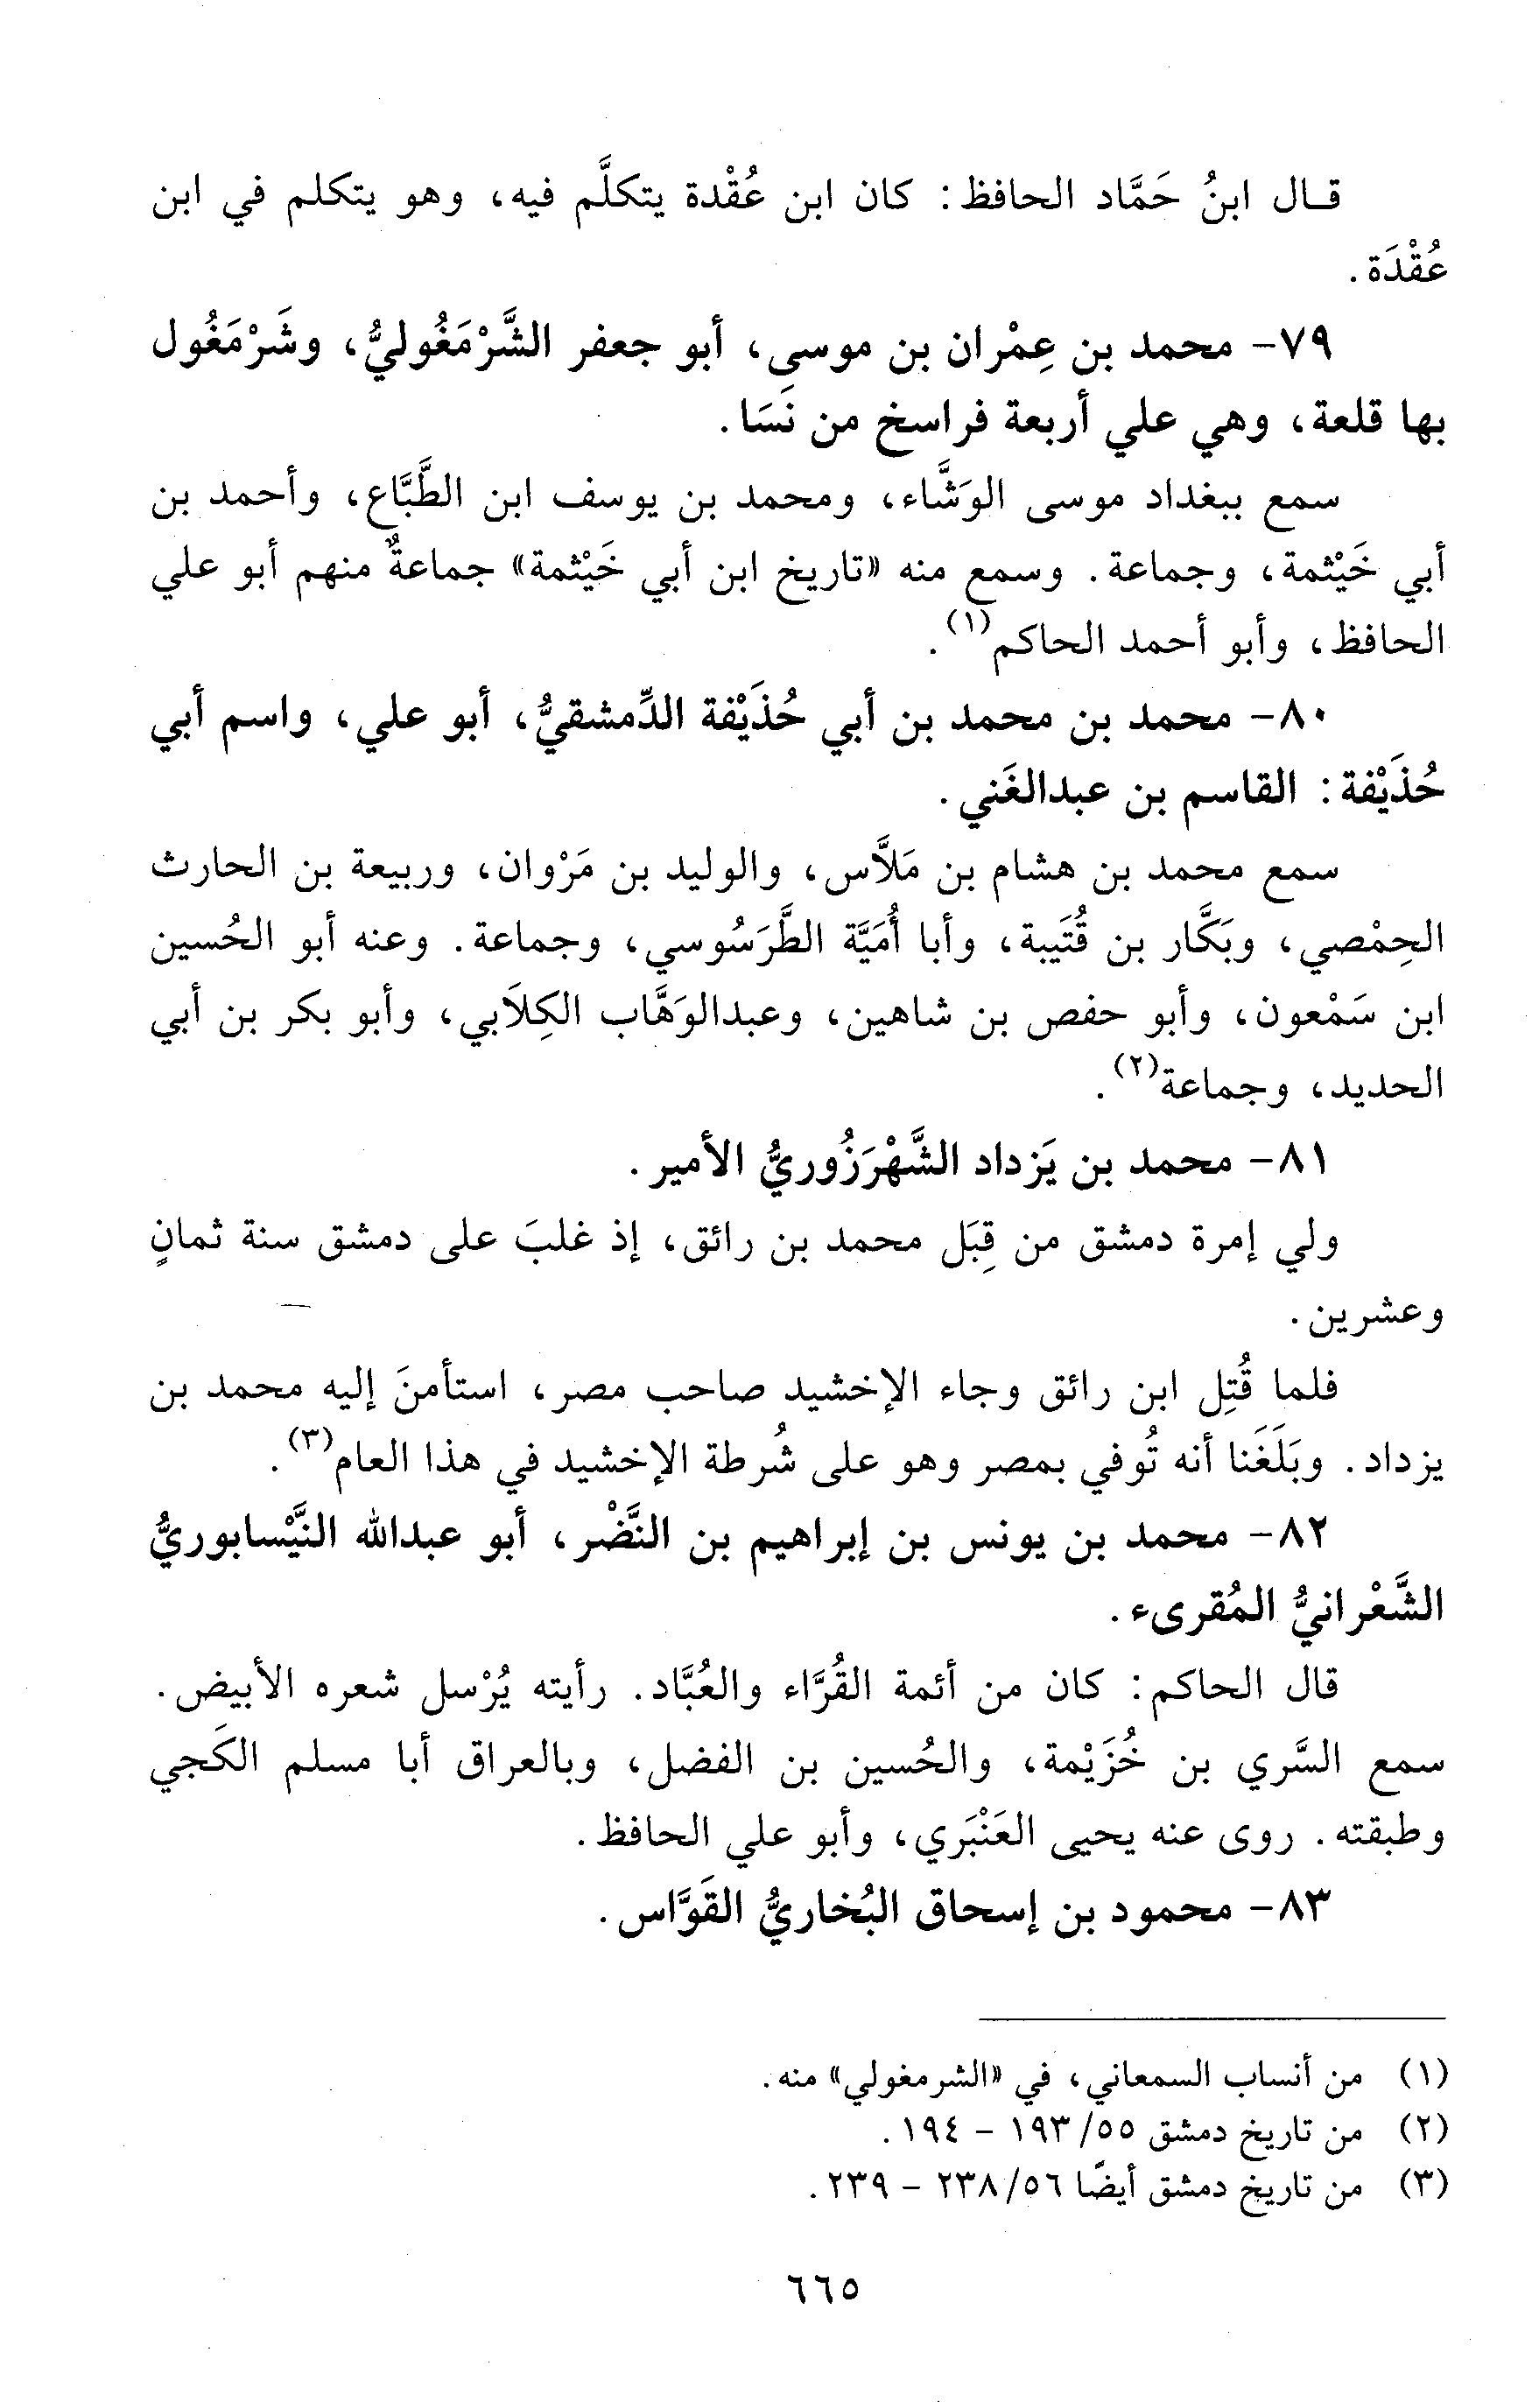 قـال ابنُ حَمَّاد الحافظ: كان ابن عُقْدة يتكلَّم فيه، وهو يتكلم في ابن
عُقْدَة.
٧٩- محمد بن عِمْران بن موسى، أبو جعفر الشَّرْمَغُوليُّ، وشَرْمَغُول
بها قلعة، وهي علي أربعة فراسخ من نَسَا.
سمع ببغداد موسى الوَشَّاء، ومحمد بن يوسف ابن الطَّبَّاع، وأحمد بن
أبي خَيْثمة، وجماعة. وسمع منه «تاريخ ابن أبي خَيْثمة» جماعةٌ منهم أبو علي
الحافظ، وأبو أحمد الحاكم(١).
٨٠- محمد بن محمد بن أبي حُذَيْفة الدِّمشقيُّ، أبو علي، واسم أبي
حُذَيْفة: القاسم بن عبدالغَني.
سمع محمد بن هشام بن مَلاَّس، والوليد بن مَرْوان، وربيعة بن الحارث
الحِمْصي، وبَكَّار بن قُتَيبة، وأبا أُمَيَّة الطَّرَسُوسي، وجماعة. وعنه أبو الحُسين
ابن سَمْعون، وأبو حفص بن شاهين، وعبدالوَهَّاب الكِلاَبي، وأبو بكر بن أبي
الحديد، وجماعة(٢).
٨١- محمد بن يَزداد الشَّهْرَزُوريُّ الأمير.
ولي إمرة دمشق من قِبَل محمد بن رائق، إذ غلبَ على دمشق سنة ثمانٍ
وعشرين.
فلما قُتِل ابن رائق وجاء الإخشيد صاحب مصر، استأمنَ إليه محمد بن
يزداد. وبَلَغَنا أنه تُوفي بمصر وهو على شُرطة الإخشيد في هذا العام(٣).
٨٢- محمد بن يونس بن إبراهيم بن النَّضْر، أبو عبدالله النَّيْسابوريُّ
الشَّعْرانيُّ المُقرىء.
قال الحاكم: كان من أئمة القُرَّاء والعُبَّاد. رأيته يُرْسل شعره الأبيض.
سمع السَّري بن خُزَيْمة، والحُسين بن الفضل، وبالعراق أبا مسلم الكَجي
وطبقته. روى عنه يحيى العَنْبَري، وأبو علي الحافظ.
٨٣- محمود بن إسحاق البُخاريُّ القَوَّاس.
(١) من أنساب السمعاني، في «الشرمغولي» منه.
(٢) من تاريخ دمشق ٥٥/ ١٩٣ - ١٩٤.
(٣) من تاريخ دمشق أيضًا ٥٦/ ٢٣٨ - ٢٣٩.
٦٦٥